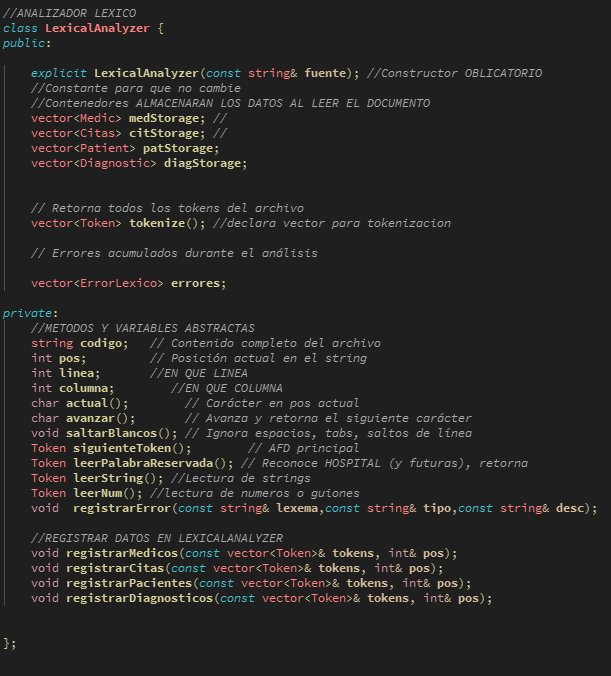 //ANALIZADOR LEXICO
class LexicalAnalyzer {
public:
explicit LexicalAnalyzer(const string& fuente); //Constructor OBLICATORIO
//Constante para que no cambie
//Contenedores ALMACENARAN LOS DATOS AL LEER EL DOCUMENTO
vector<Medic> medStorage; //
vector<Citas> citStorage; //
vector<Patient> patStorage;
vector<Diagnostic> diagStorage;
// Retorna todos los tokens del archivo
vector<Token> tokenize(); //declara vector para tokenizacion
// Errores acumulados durante el análisis
vector<ErrorLexico> errores;
private:
//METODOS Y VARIABLES ABSTRACTAS
string codigo; // Contenido completo del archivo
int pos; // Posición actual en el string
int linea; //EN QUE LINEA
int columna; //EN QUE COLUMNA
char actual(); // Carácter en pos actual
char avanzar(); // Avanza y retorna el siguiente carácter
void saltarBlancos(); // Ignora espacios, tabs, saltos de línea
Token siguienteToken(); // AFD principal
Token leerPalabraReservada(); // Reconoce HOSPITAL (y futuras), retorna
Token leerString(); //Lectura de strings
Token leerNum(); //lectura de numeros o guiones
void registrarError(const string& lexema,const string& tipo,const string& desc);
//REGISTRAR DATOS EN LEXICALANALYZER
void registrarMedicos(const vector<Token>& tokens, int& pos);
void registrarCitas(const vector<Token>& tokens, int& pos);
void registrarPacientes(const vector<Token>& tokens, int& pos);
void registrarDiagnosticos(const vector<Token>& tokens, int& pos);
};